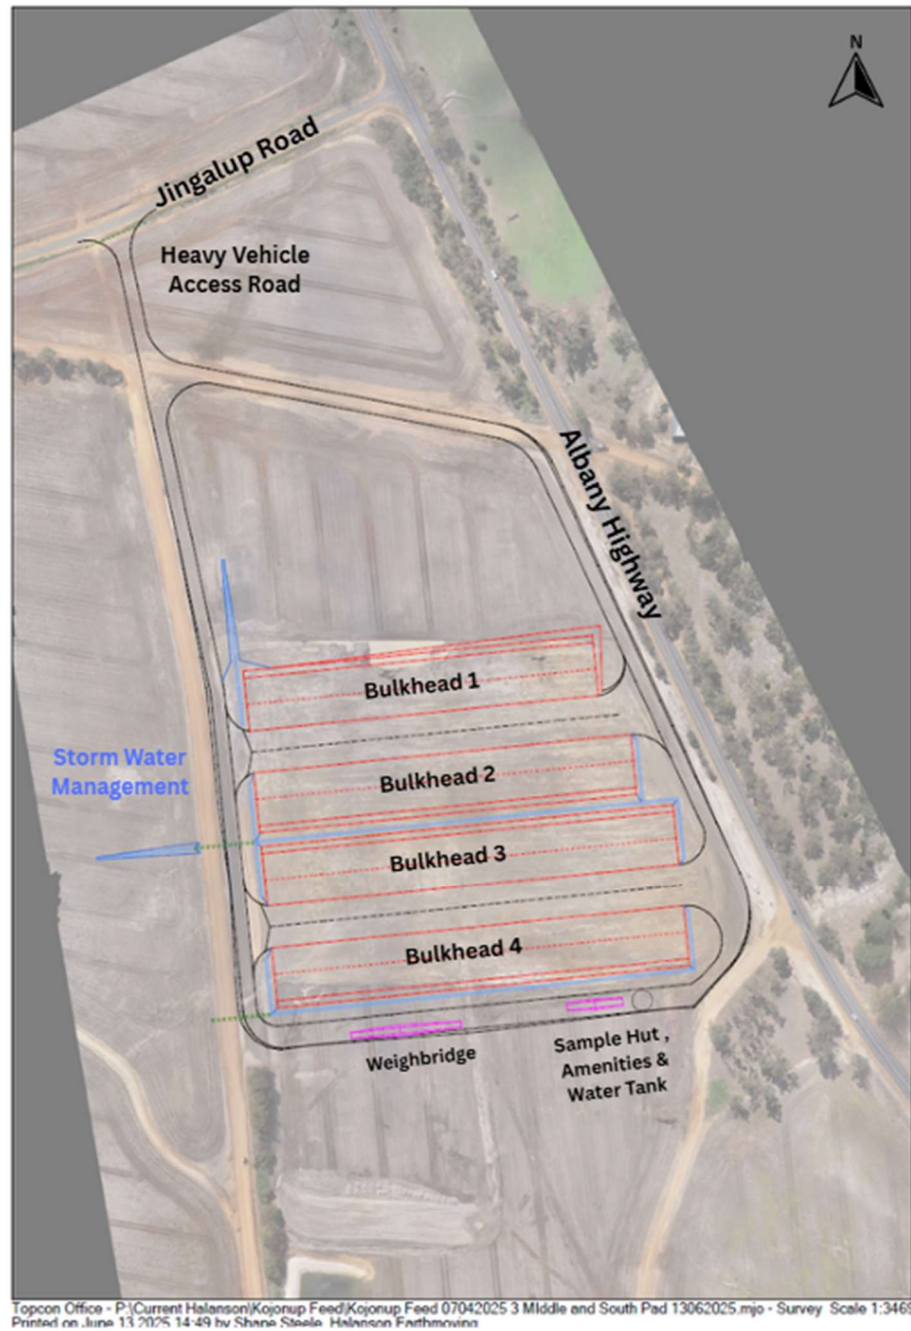 N
Jingalup Road
Heavy Vehicle
Access Road
Albany Highway
Bulkhead 1
Bulkhead 2
Storm Water
Management
Bulkhead 3
Bulkhead 4
Weighbridge
Sample Hut ,
Amenities &
Water Tank
Topcon Office - P:\Current Halanson\Kojonup Feed\Kojonup Feed 07042025 3 MIddle and South Pad 13062025.mjo - Survey Scale 1:3469
Printed on June 13 2025 14:49 by Shane Steele, Halanson Earthmoving